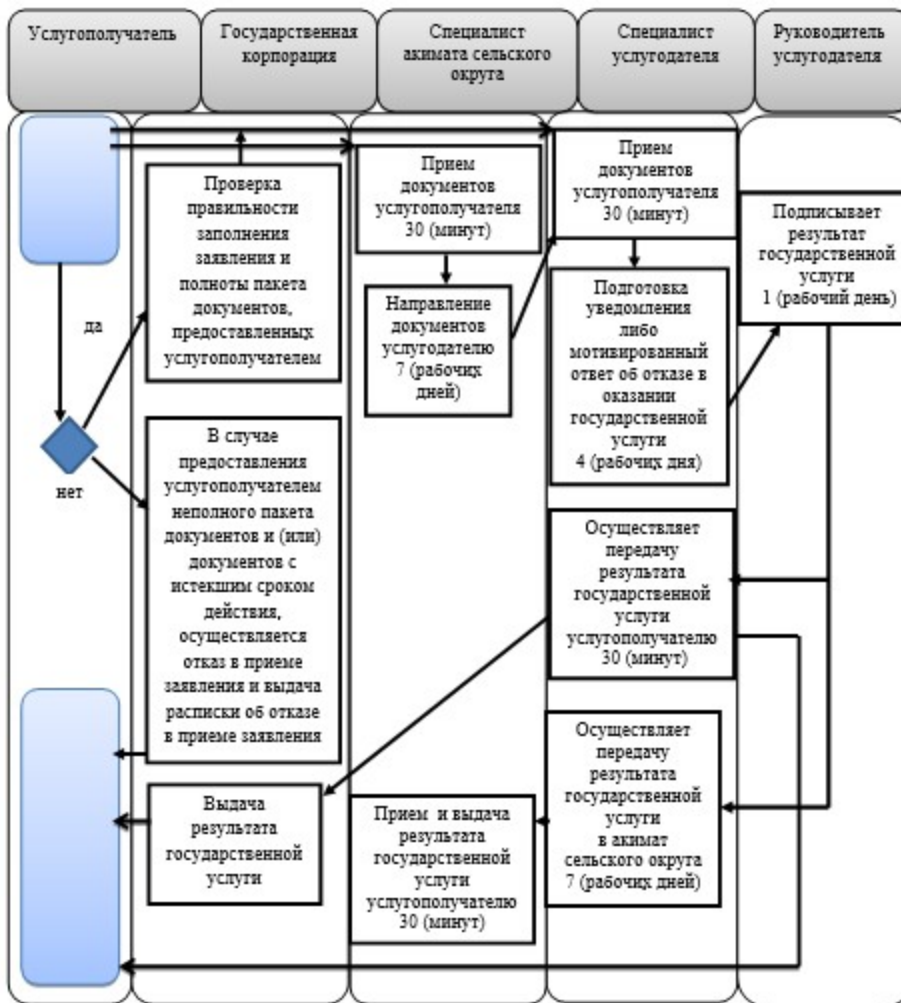 Услугополучатель
Государственная
корпорация
Специалист
акимата сельского
округа
Специалист
услугодателя
Руководитель
услугодателя
да
нет
Проверка
правильности
заполнения
заявления и
полноты пакета
документов,
предоставленных
услугополучателем
В случае
предоставления
услугополучателем
неполного пакета
документов и (или)
документов с
истекшим сроком
действия,
осуществляется
отказ в приеме
заявления и выдача
расписки об отказе
в приеме заявления
Выдача
результата
государственной
услуги
Прием
документов
услугополучателя
30 (минут)
Направление
документов
услугодателю
7 (рабочих
дней)
Прием и выдача
результата
государственной
услуги
услугополучателю
30 (минут)
Прием
документов
услугополучателя
30 (минут)
Подготовка
уведомления
либо
мотивированный
ответ об отказе в
оказании
государственной
услуги
4 (рабочих дня)
Осуществляет
передачу
результата
государственной
услуги
услугополучателю
30 (минут)
Осуществляет
передачу
результата
государственной
услуги
в акимат
сельского округа
7 (рабочих дней)
Подписывает
результат
государственной
услуги
1 (рабочий день)